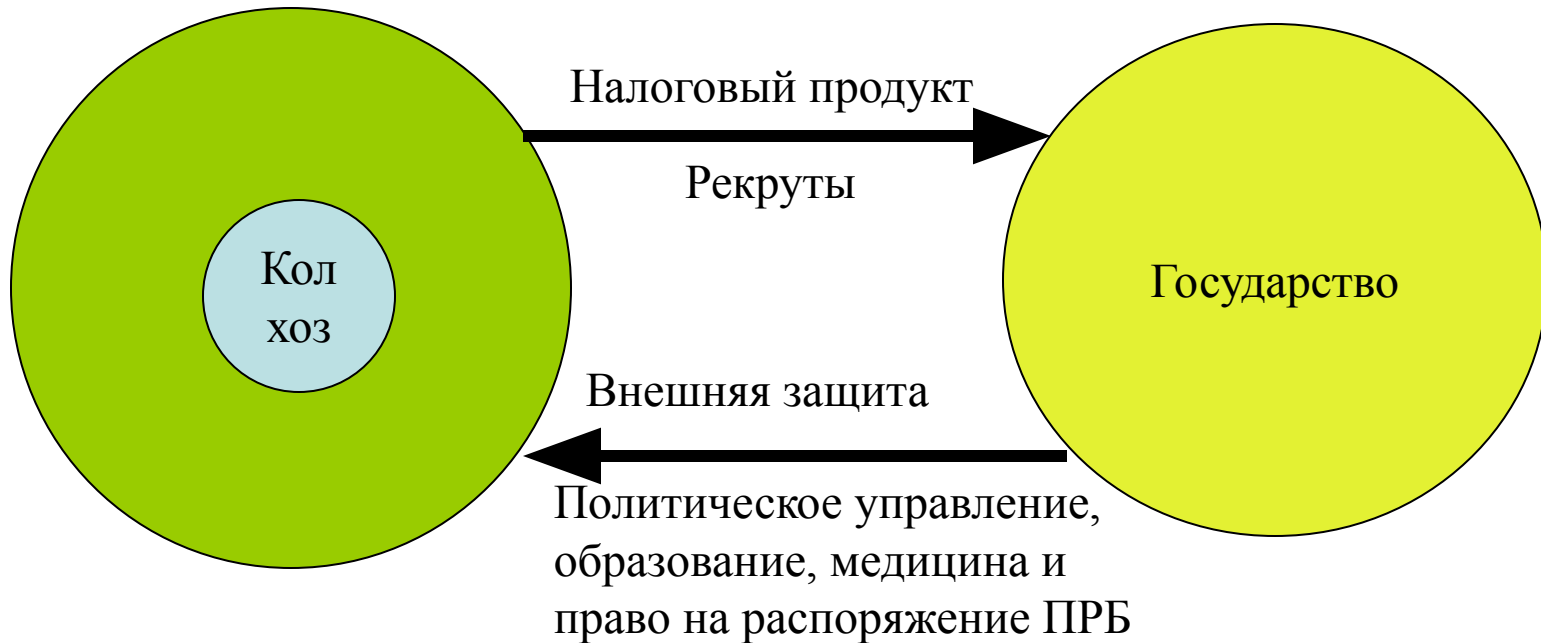 Налоговый продукт
Рекруты
Кол
хоз
Государство
Внешняя защита
Политическое управление,
образование, медицина и
право на распоряжение ПРБ